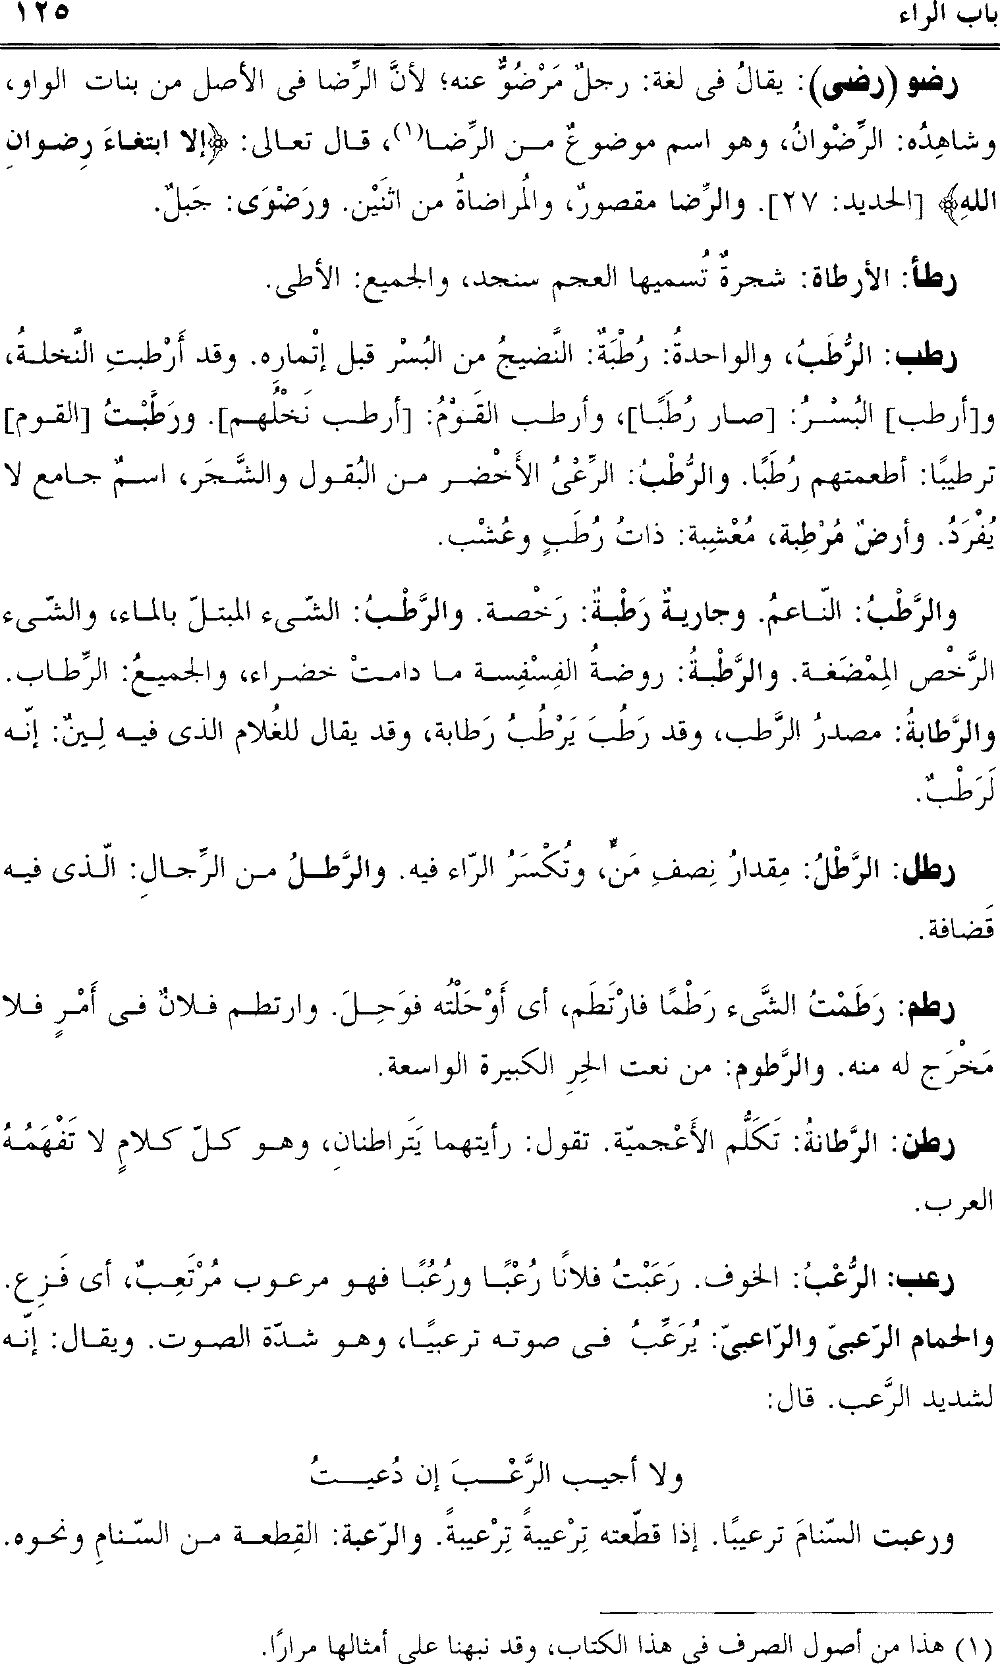 باب الراء ١٢٥
رضو (رضى): يقالُ فى لغة: رجلٌ مَرْضُوٌّ عنه؛ لأنَّ الرِّضا فى الأصل من بنات الواو،
وشاهِدُه: الرِّضْوانُ، وهو اسم موضوعٌ من الرِّضا(١)، قال تعالى: ﴿إلا ابتغاءَ رِضوانِ
اللهِ﴾ [الحديد: ٢٧]. والرِّضا مقصورٌ، والمُراضاةُ من اثنَيْن. ورَضْوَى: جَبلٌ.
رطأ: الأرطاة: شجرةٌ تُسميها العجم سنجد، والجميع: الأطى.
رطب: الرُّطَبُ، والواحدةُ: رُطَبَةٌ: النَّضيجُ من البُسْر قبل إتْماره. وقد أَرْطبتِ النَّخلةُ،
و[أرطب] البُسْرُ: [صار رُطَبًا]، وأرطب القَوْمُ: [أرطب نَخْلُهم]. ورَطَّبْتُ [القوم]
ترطيبًا: أطعمتهم رُطَبًا. والرُّطْبُ: الرِّعْىُ الأَخْضر من البُقول والشَّجَر، اسمٌ جامع لا
يُفْرَدُ. وأرضٌ مُرْطِبة، مُعْشِبة: ذاتُ رُطَبٍ وعُشْب.
والرَّطْبُ: النّاعمُ. وجاريةٌ رَطْبةٌ: رَخْصة. والرَّطْبُ: الشّىء المبتلّ بالماء، والشّىء
الرَّخْص المِمْضَغة. والرَّطْبةُ: روضةُ الفِسْفِسة ما دامتْ خضراء، والجميعُ: الرِّطاب.
والرَّطابةُ: مصدرُ الرَّطب، وقد رَطُبَ يَرْطُبُ رَطابة، وقد يقال للغُلام الذى فيه لِينٌ: إنّه
لَرَطْبٌ.
رطل: الرَّطْلُ: مِقدارُ نِصفِ مَنٍّ، وتُكْسَرُ الرّاء فيه. والرَّطلُ من الرِّجالِ: الّذى فيه
قَضافة.
رطم: رَطَمْتُ الشَّىء رَطْمًا فارْتَطَم، أى أَوْحَلْتُه فوَحِلَ. وارتطم فلانٌ فى أَمْرٍ فلا
مَخْرَج له منه. والرَّطوم: من نعت الحِرِ الكبيرة الواسعة.
رطن: الرَّطانةُ: تَكَلُّم الأَعْجميّة. تقول: رأيتهما يَتَراطنانِ، وهو كلّ كلامٍ لا تَفْهَمُهُ
العرب.
رعب: الرُّعْبُ: الخوف. رَعَبْتُ فلانًا رُعْبًا ورُعُبًا فهو مرعوب مُرْتَعِبٌ، أى فَزِع.
والحمام الرّعبىّ والرّاعبىّ: يُرَعِّبُ فى صوته ترعبيًا، وهو شدّة الصوت. ويقال: إنّه
لشديد الرَّعب. قال:
ولا أجيب الرَّعْبَ إن دُعيتُ
ورعبت السّنامَ ترعيبًا. إذا قطّعته تِرْعيبةً تِرْعيبةً. والرّعبة: القِطعة من السّنامِ ونحوه.
(١) هذا من أصول الصرف فى هذا الكتاب، وقد نبهنا على أمثالها مرارًا.